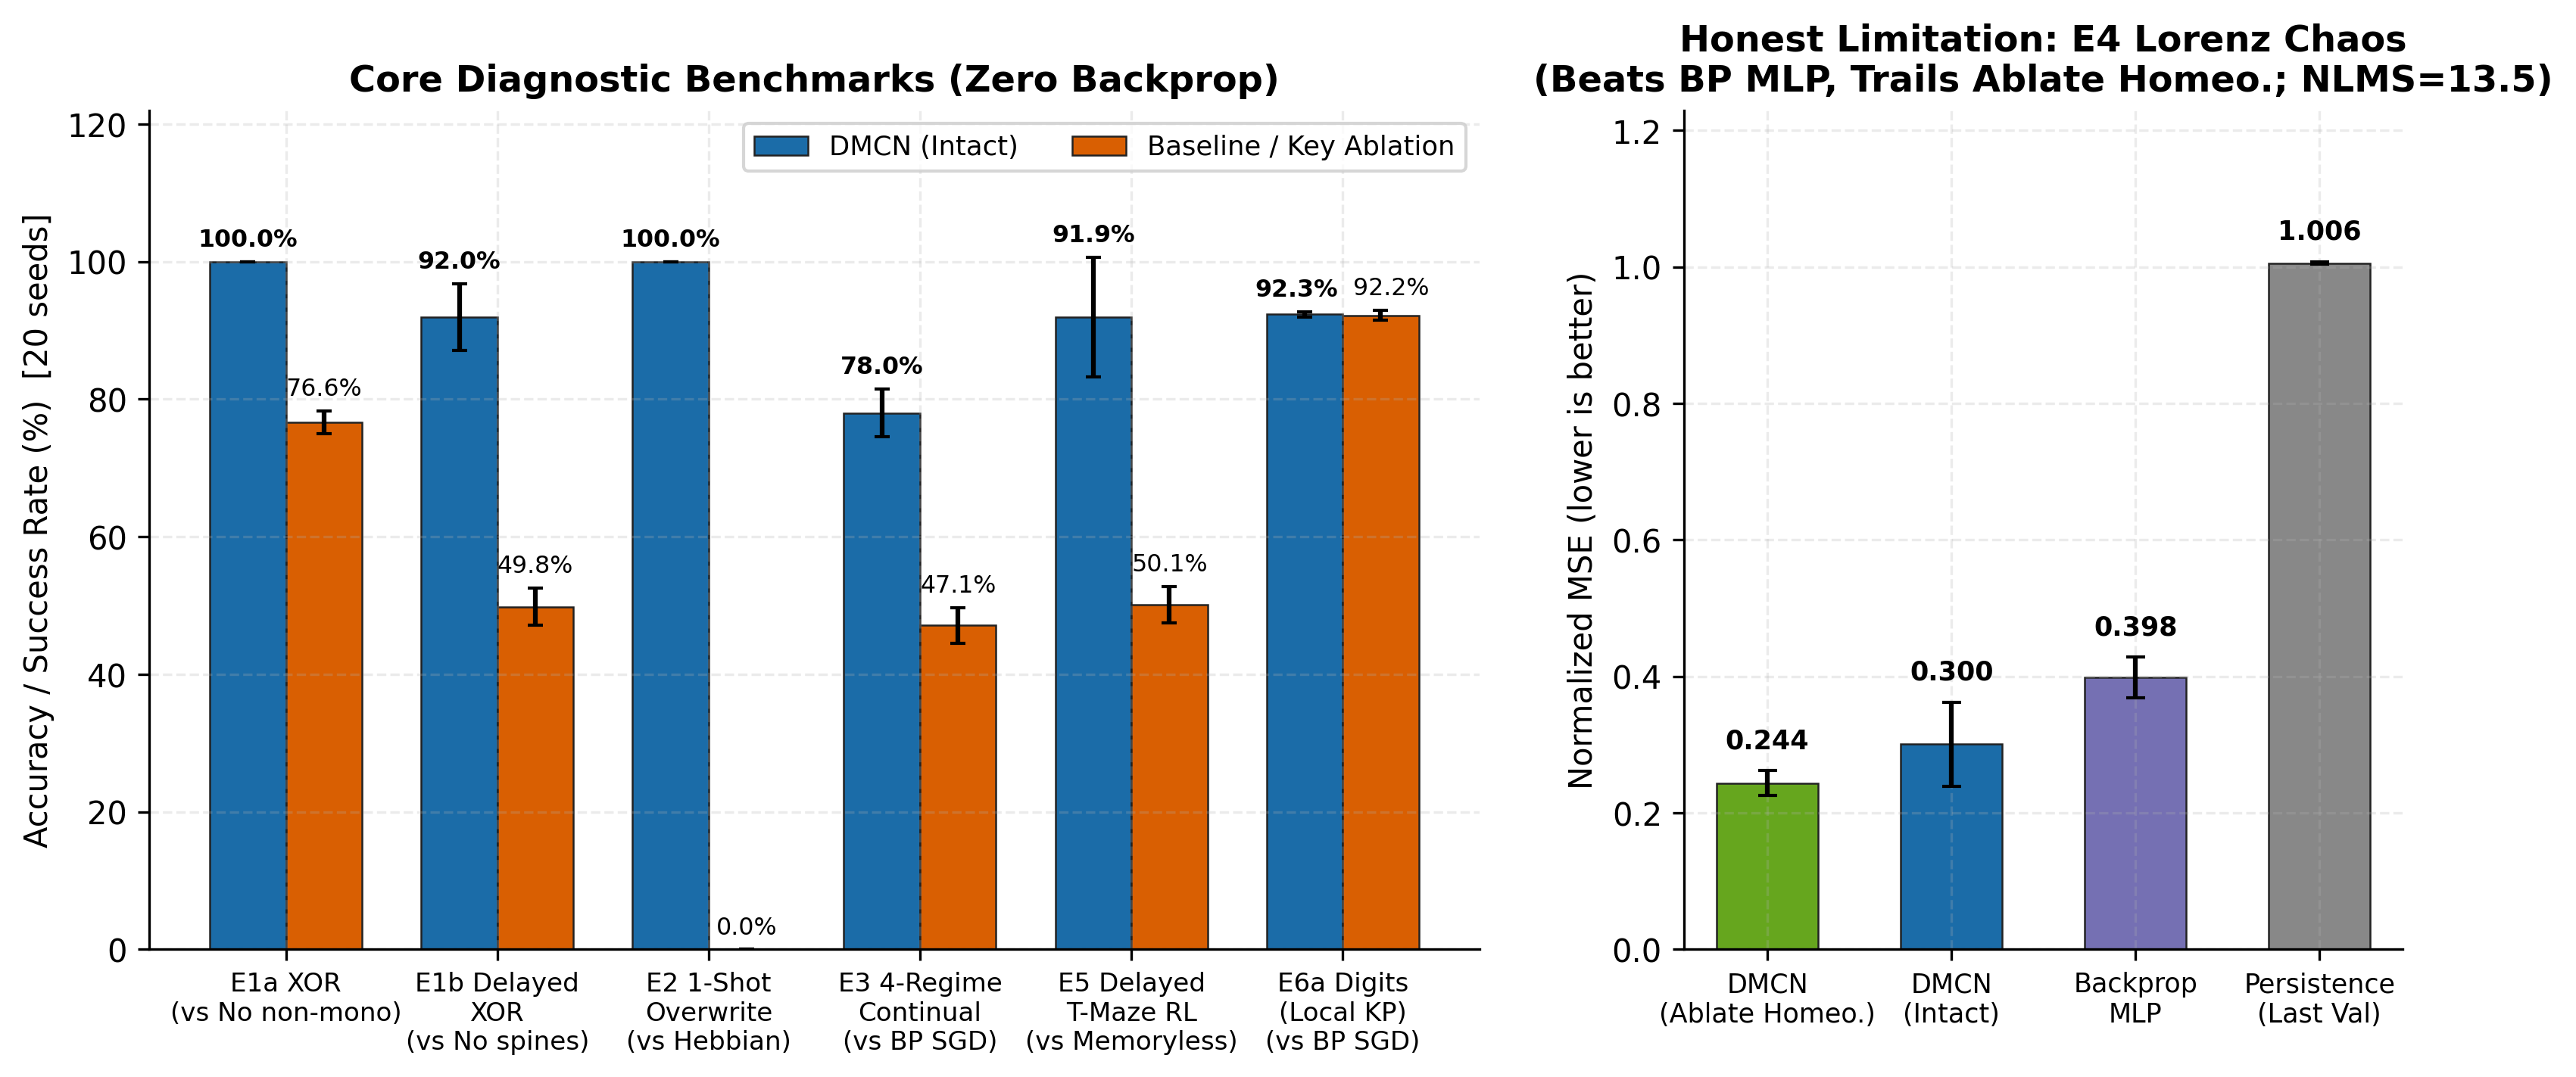 Core Diagnostic Benchmarks (Zero Backprop)
Accuracy / Success Rate (%)  [20 seeds]
120
100
80
60
40
20
0
DMCN (Intact)
Baseline / Key Ablation
100.0%
76.6%
92.0%
49.8%
100.0%
0.0%
78.0%
47.1%
91.9%
50.1%
92.3%
92.2%
E1a XOR
(vs No non-mono)
E1b Delayed
XOR
(vs No spines)
E2 1-Shot
Overwrite
(vs Hebbian)
E3 4-Regime
Continual
(vs BP SGD)
E5 Delayed
T-Maze RL
(vs Memoryless)
E6a Digits
(Local KP)
(vs BP SGD)
Honest Limitation: E4 Lorenz Chaos
(Beats BP MLP, Trails Ablate Homeo.; NLMS=13.5)
Normalized MSE (lower is better)
1.2
1.0
0.8
0.6
0.4
0.2
0.0
0.244
0.300
0.398
1.006
DMCN
(Ablate Homeo.)
DMCN
(Intact)
Backprop
MLP
Persistence
(Last Val)